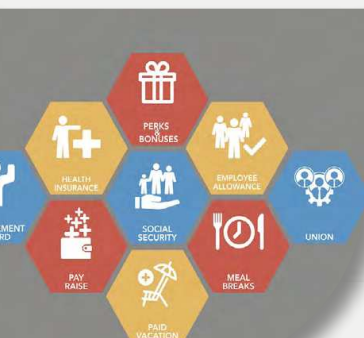 PERKS
&
BONUSES
HEALTH
INSURANCE
EMPLOYEE
ALLOWANCE
SOCIAL
SECURITY
UNION
PAY
RAISE
MEAL
BREAKS
PAID
VACATION